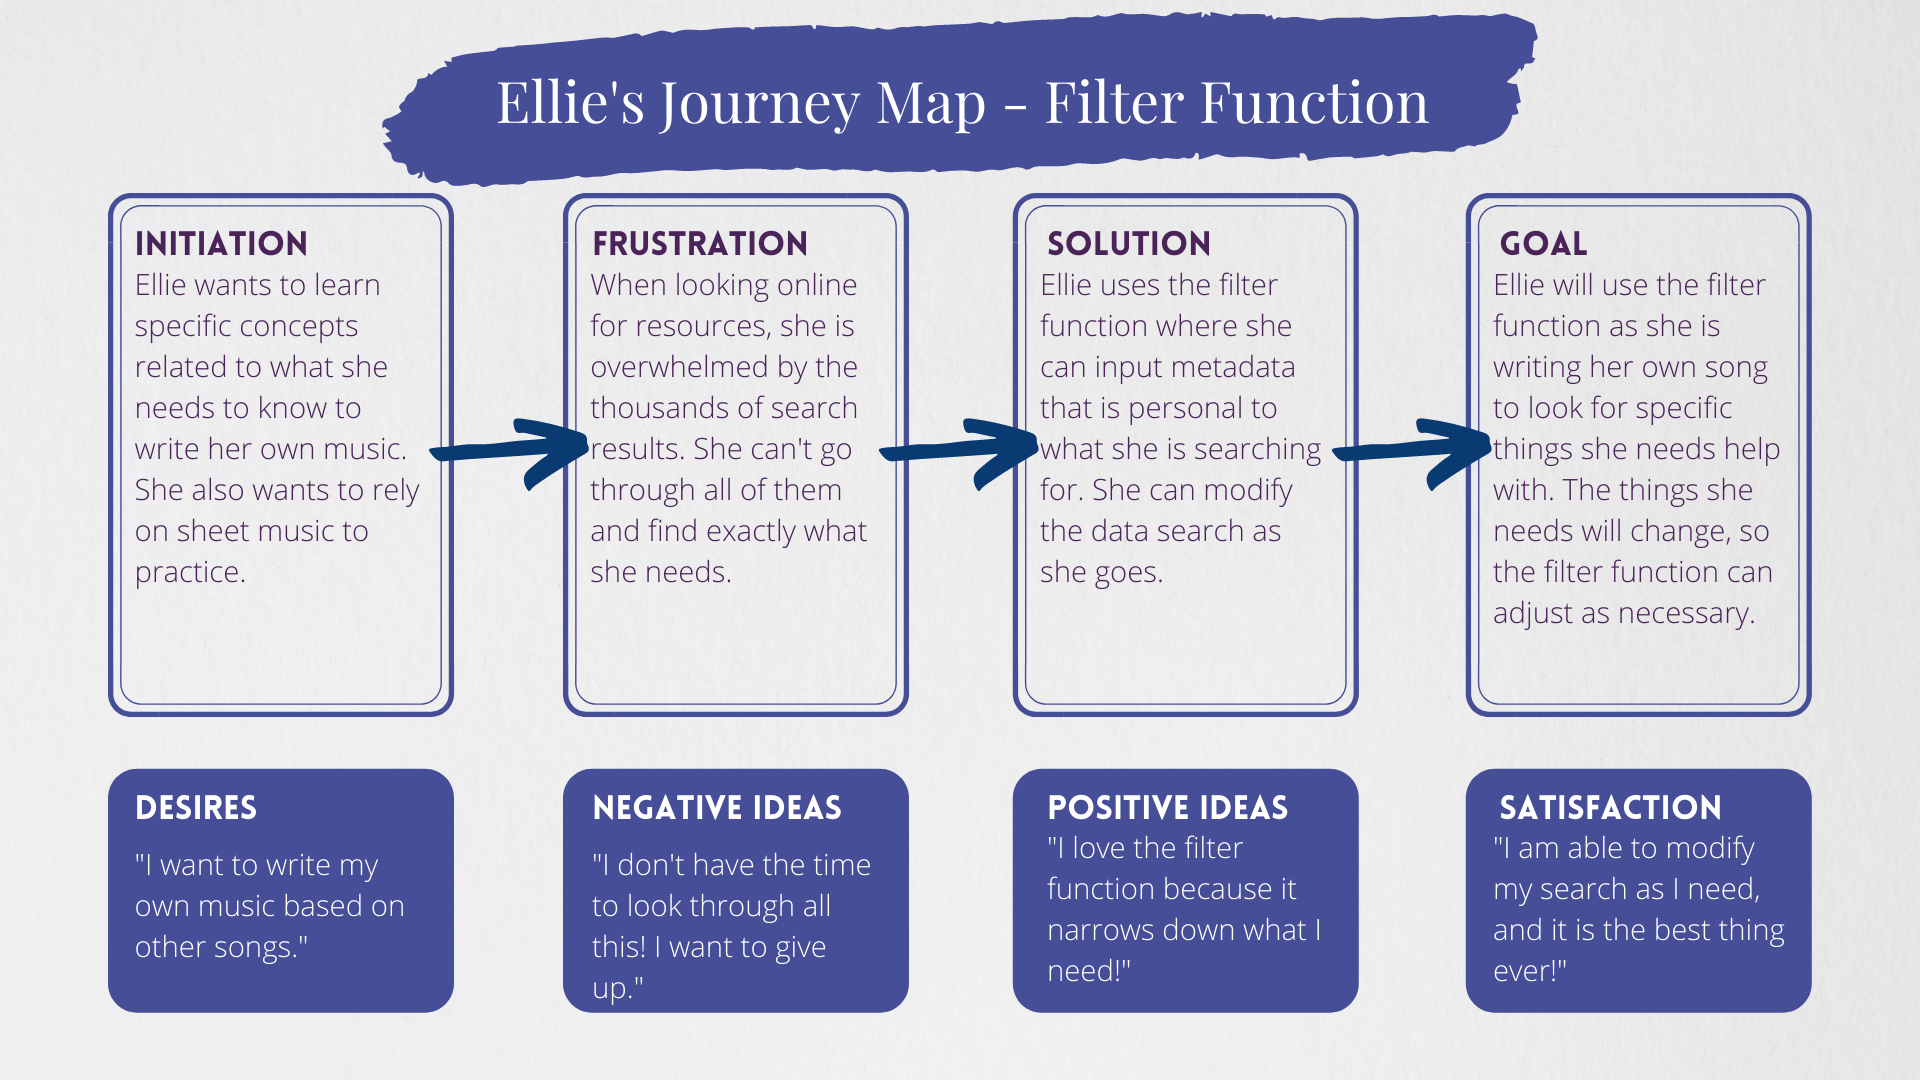 Ellie's Journey Map - Filter Function
INITIATION
Ellie wants to learn
specific concepts
related to what she
needs to know to
write her own music.
She also wants to rely
on sheet music to
practice.
FRUSTRATION
When looking online
for resources, she is
overwhelmed by the
thousands of search
results. She can't go
through all of them
and find exactly what
she needs.
SOLUTION
Ellie uses the filter
function where she
can input metadata
that is personal to
what she is searching
for. She can modify
the data search as
she goes.
GOAL
Ellie will use the filter
function as she is
writing her own song
to look for specific
things she needs help
with. The things she
needs will change, so
the filter function can
adjust as necessary.
DESIRES
"I want to write my
own music based on
other songs."
NEGATIVE IDEAS
"I don't have the time
to look through all
this! I want to give
up."
POSITIVE IDEAS
"I love the filter
function because it
narrows down what I
need!"
SATISFACTION
"I am able to modify
my search as I need,
and it is the best thing
ever!"